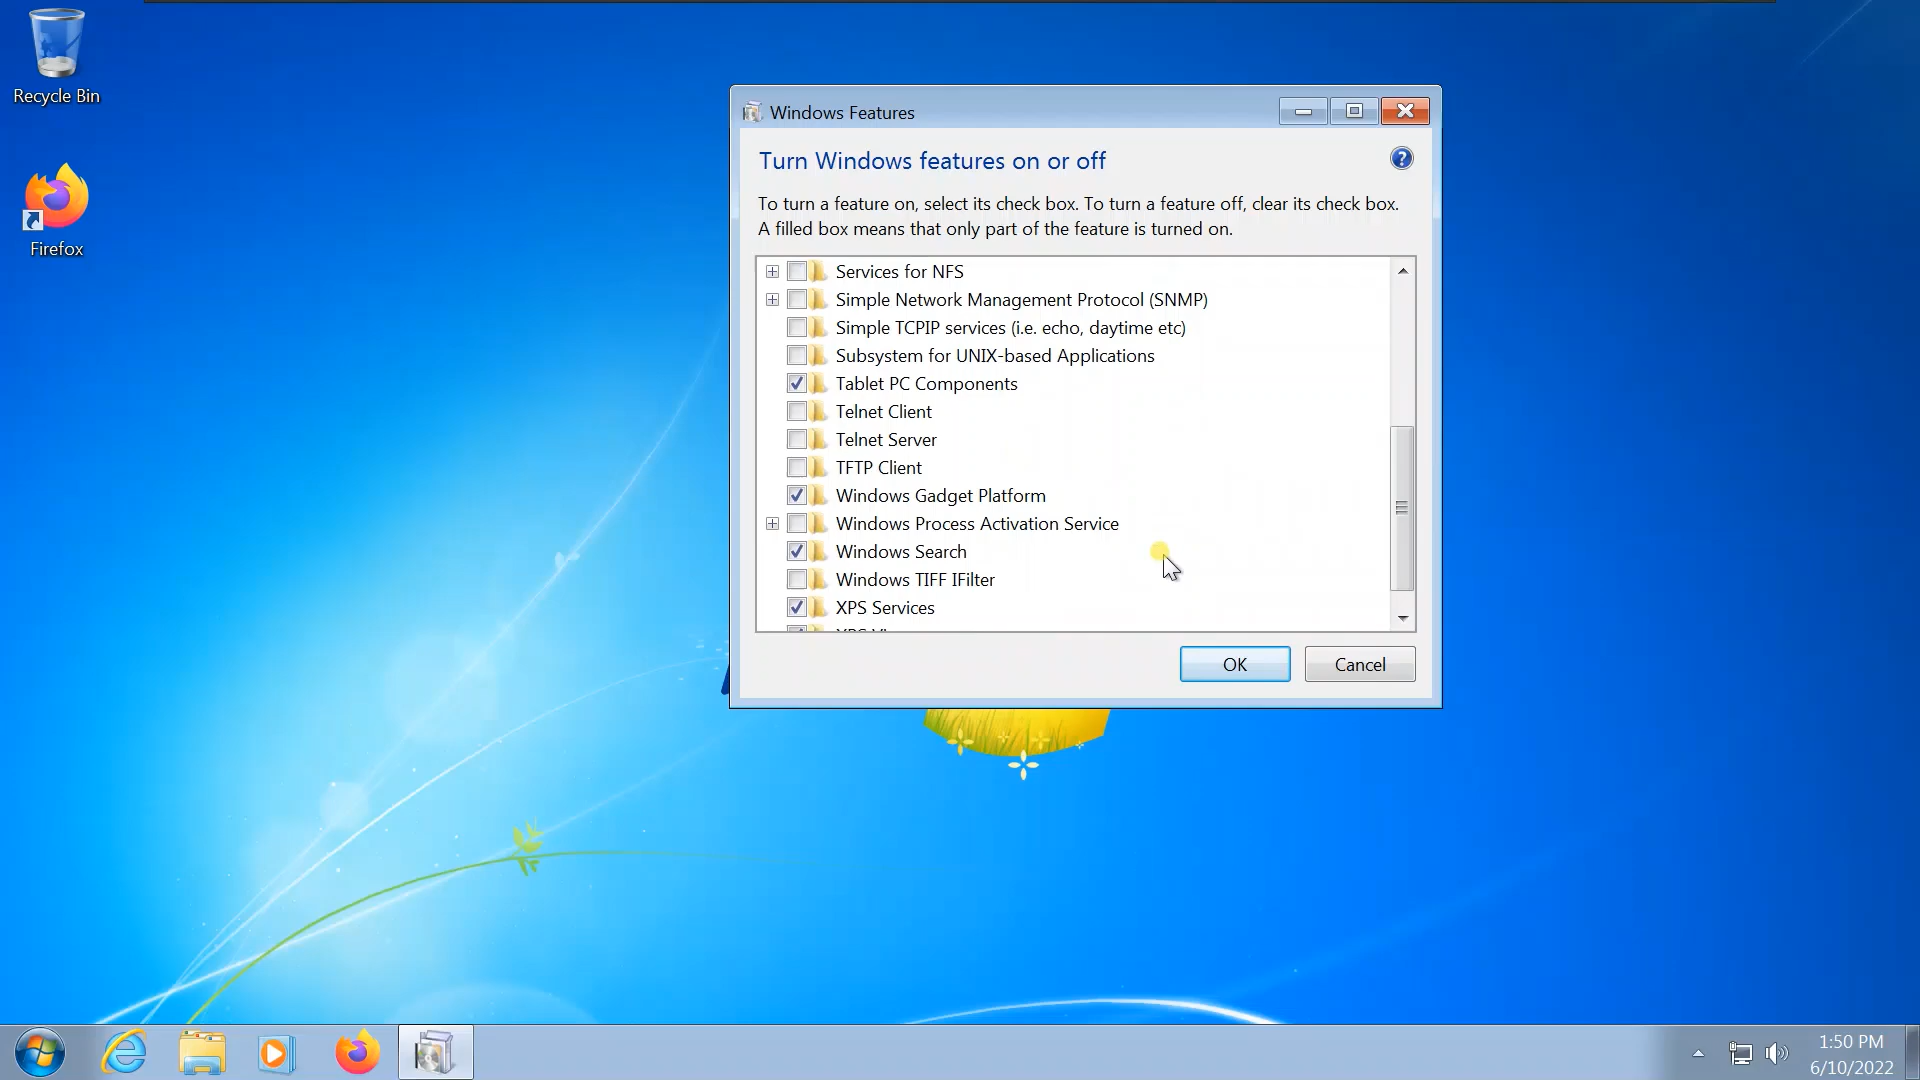 Recycle Bin
Firefox
Windows Features
Turn Windows features on or off
To turn a feature on, select its check box. To turn a feature off, clear its check box.
A filled box means that only part of the feature is turned on.
Services for NFS
Simple Network Management Protocol (SNMP)
Simple TCPIP services (i.e. echo, daytime etc)
Subsystem for UNIX-based Applications
Tablet PC Components
Telnet Client
Telnet Server
TFTP Client
Windows Gadget Platform
Windows Process Activation Service
Windows Search
Windows TIFF IFilter
XPS Services
OK
Cancel
1:50 PM
6/10/2022